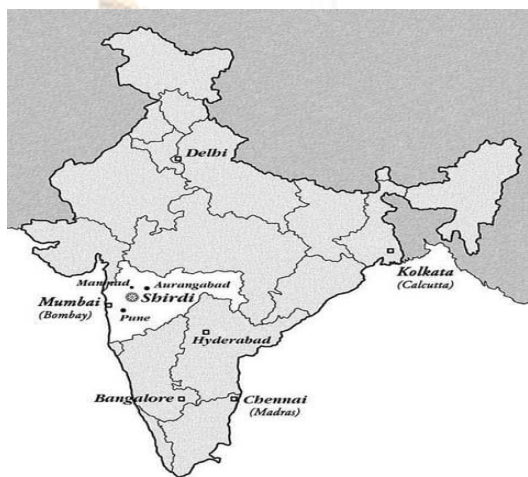 Delhi
Kolkata
(Calcutta)
Manmad
Aurangabad
Shirdi
Mumbai
(Bombay)
Pune
Hyderabad
Bangalore
Chennai
(Madras)